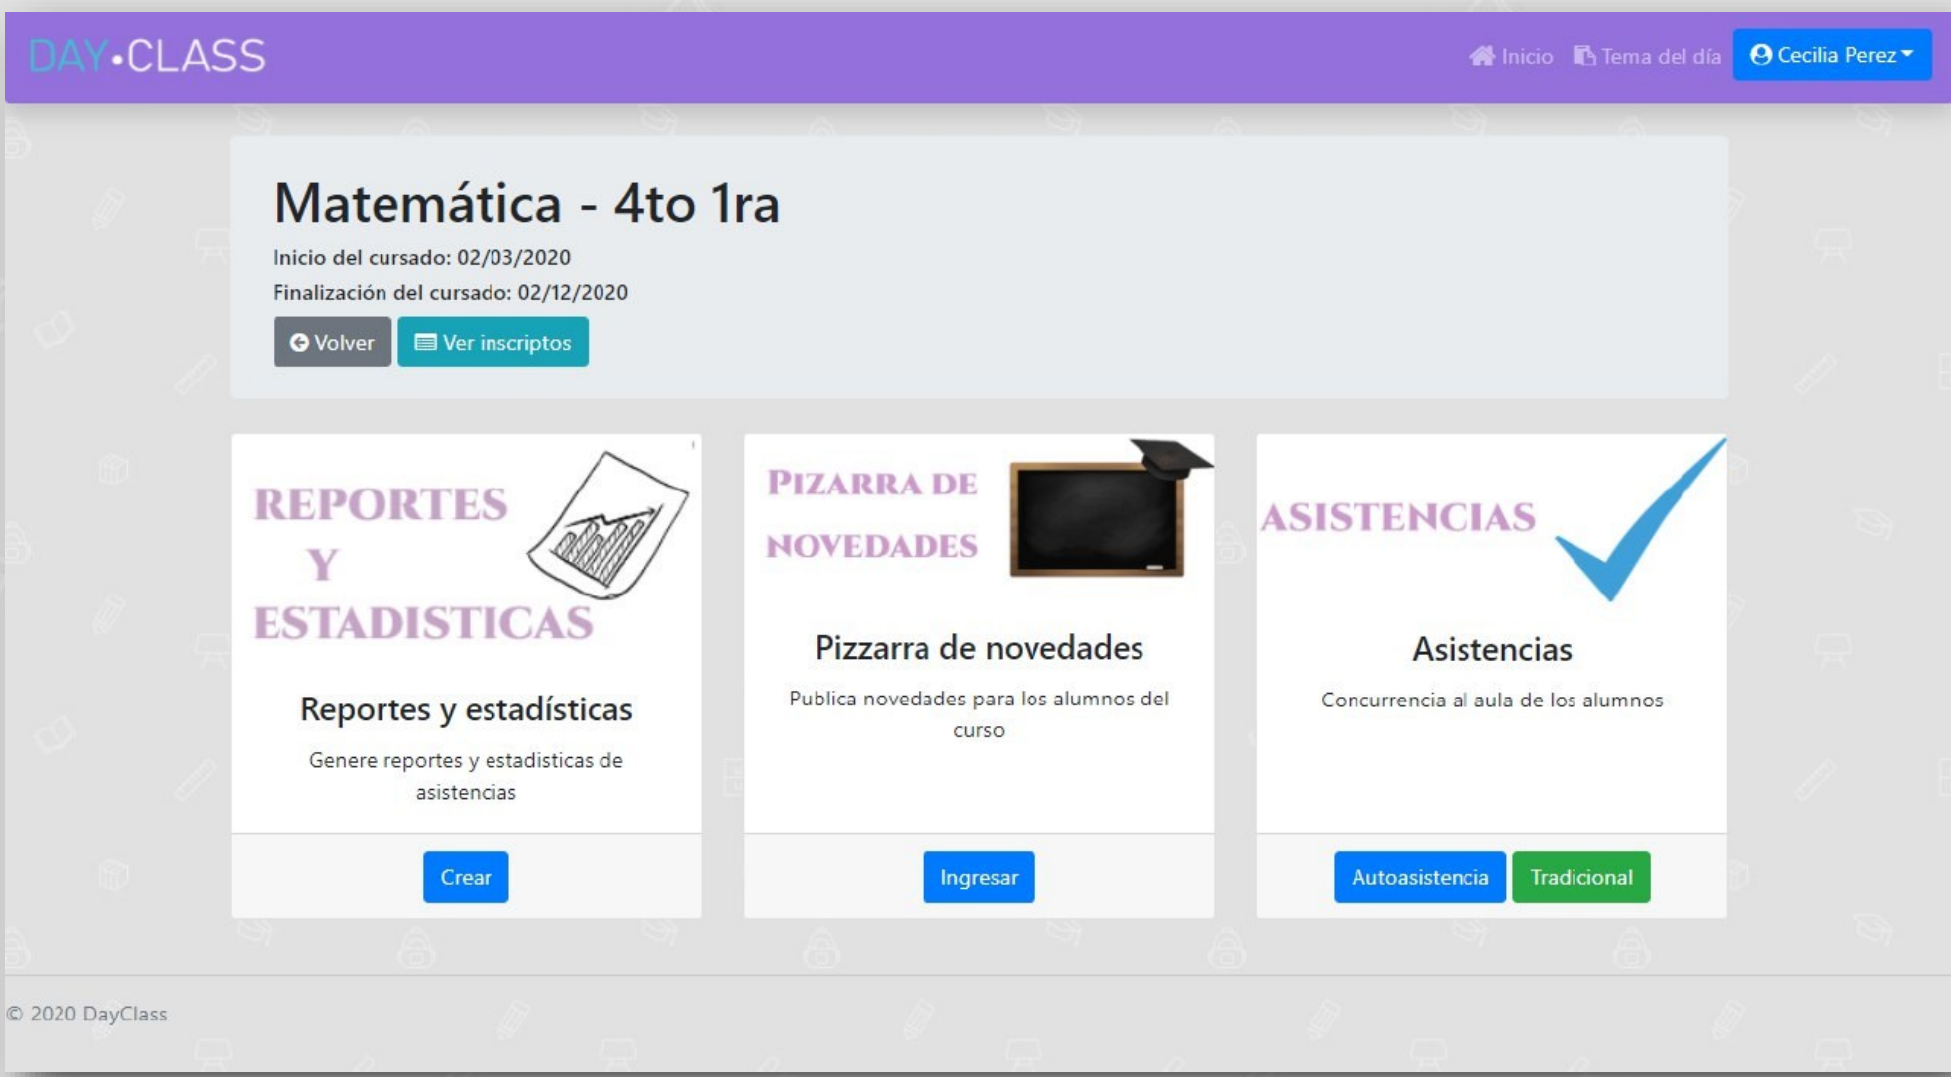 DAY•CLASS
Inicio Tema del día Cecilia Perez
Matemática - 4to 1ra
Inicio del cursado: 02/03/2020
Finalización del cursado: 02/12/2020
Volver Ver inscriptos
REPORTES
Y
ESTADISTICAS
Reportes y estadísticas
Genere reportes y estadisticas de
asistencias
Crear
PIZARRA DE
NOVEDADES
Pizzarra de novedades
Publica novedades para los alumnos del
curso
Ingresar
ASISTENCIAS
Asistencias
Concurrencia al aula de los alumnos
Autoasistencia Tradicional
© 2020 DayClass